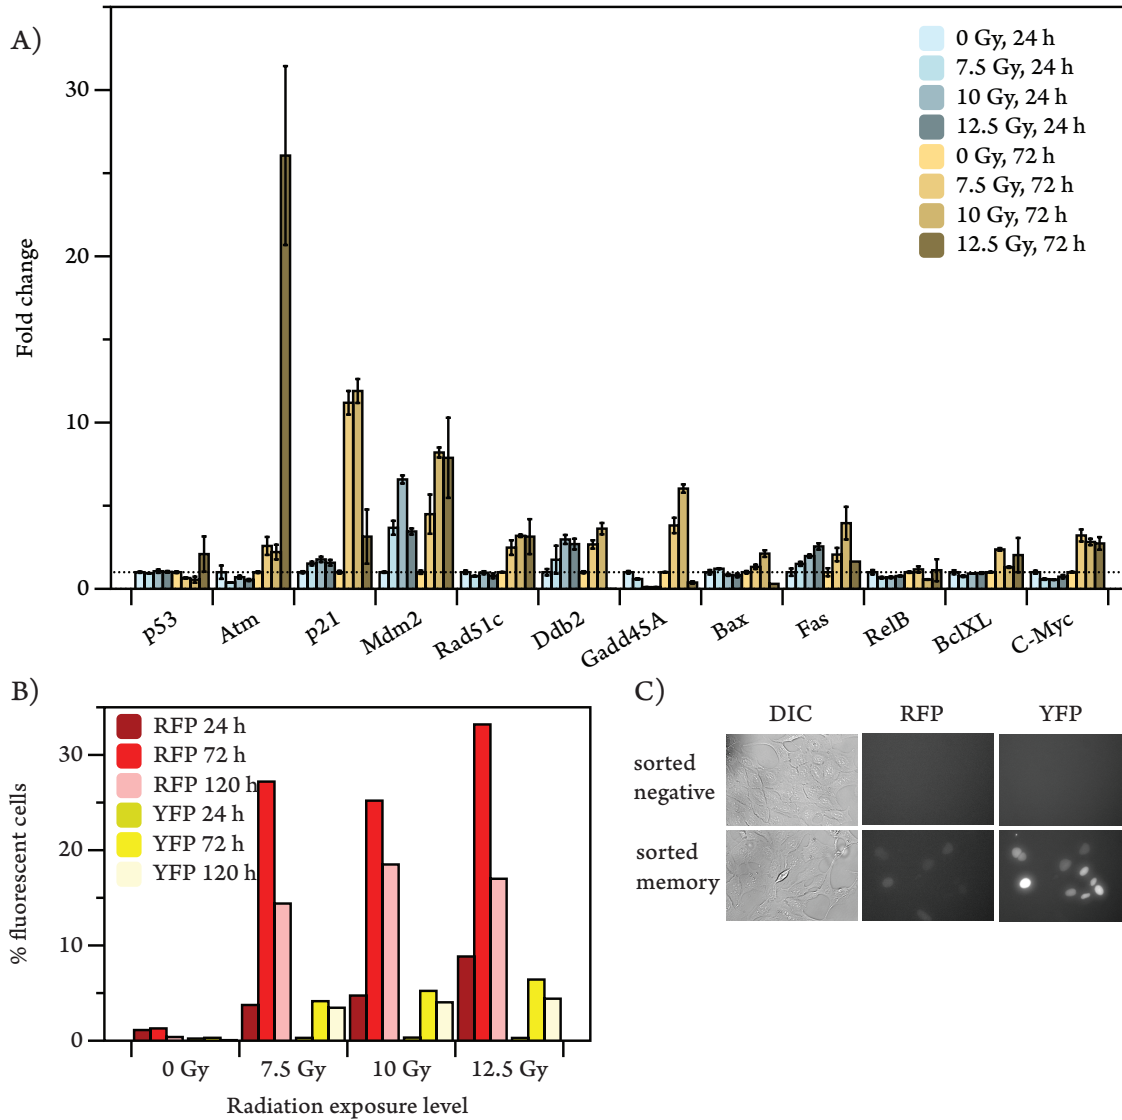 A)
0 Gy, 24 h
7.5 Gy, 24 h
10 Gy, 24 h
12.5 Gy, 24 h
0 Gy, 72 h
7.5 Gy, 72 h
10 Gy, 72 h
12.5 Gy, 72 h
30
20
10
0
Fold change
p53
Atm
p21
Mdm2
Rad51c
Ddb2
Gadd45A
Bax
Fas
RelB
BclXL
C-Myc
B)
RFP 24 h
RFP 72 h
RFP 120 h
YFP 24 h
YFP 72 h
YFP 120 h
30
20
10
0
% fluorescent cells
0 Gy
7.5 Gy
10 Gy
12.5 Gy
Radiation exposure level
C)
DIC
RFP
YFP
sorted
negative
sorted
memory